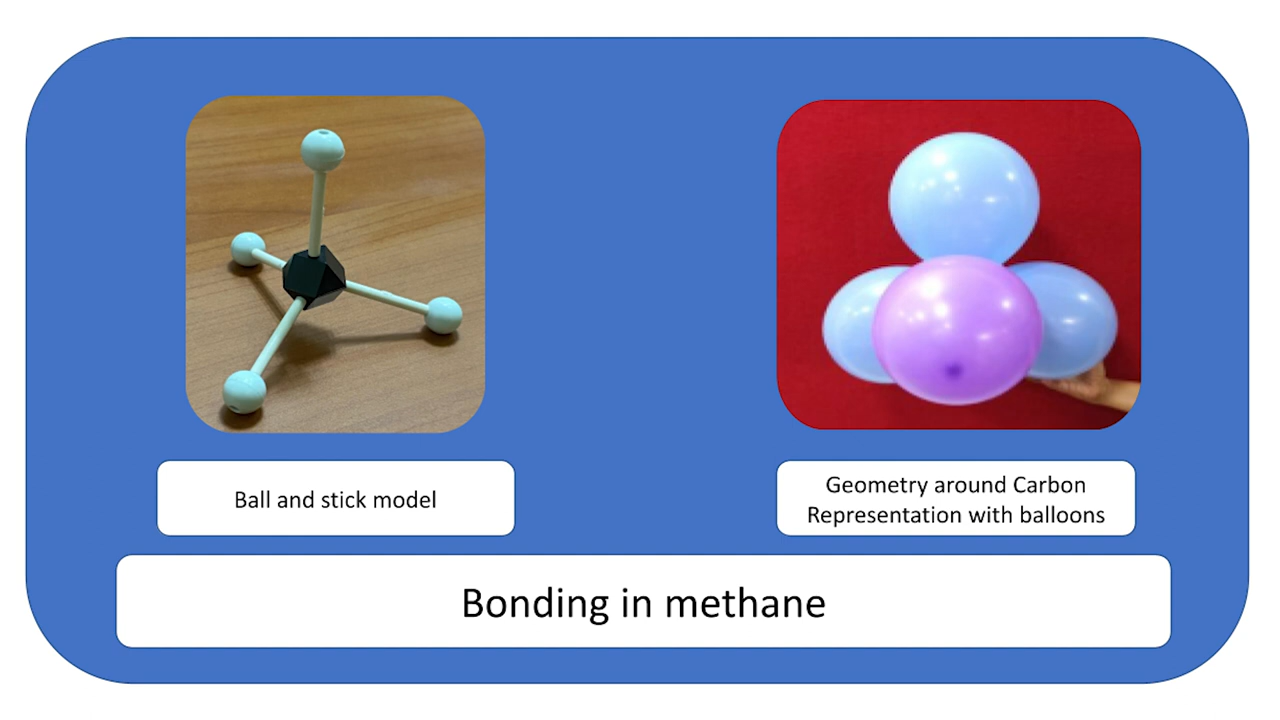 Ball and stick model
Geometry around Carbon
Representation with balloons
Bonding in methane